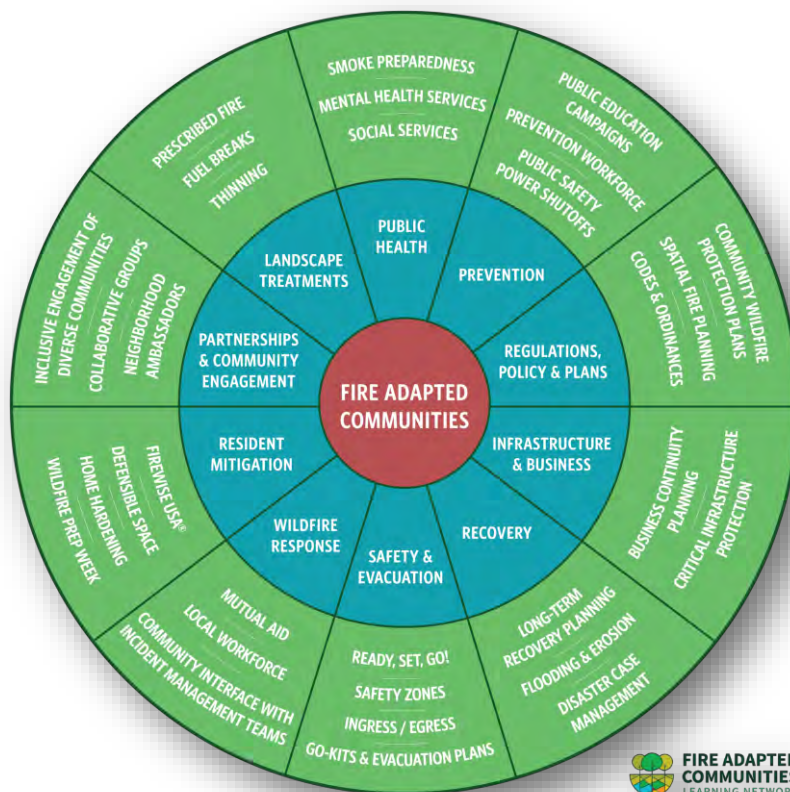 FIRE ADAPTED
COMMUNITIES
PUBLIC
HEALTH
SMOKE PREPAREDNESS
MENTAL HEALTH SERVICES
SOCIAL SERVICES
PREVENTION
PUBLIC EDUCATION
CAMPAIGNS
PREVENTION WORKFORCE
PUBLIC SAFETY
POWER SHUTOFFS
REGULATIONS,
POLICY & PLANS
COMMUNITY WILDFIRE
PROTECTION PLANS
SPATIAL FIRE PLANNING
CODES & ORDINANCES
INFRASTRUCTURE
& BUSINESS
BUSINESS CONTINUITY
PLANNING
CRITICAL INFRASTRUCTURE
PROTECTION
RECOVERY
LONG-TERM
RECOVERY PLANNING
FLOODING & EROSION
DISASTER CASE
MANAGEMENT
SAFETY &
EVACUATION
READY, SET, GO!
SAFETY ZONES
INGRESS / EGRESS
GO-KITS & EVACUATION PLANS
WILDFIRE
RESPONSE
MUTUAL AID
LOCAL WORKFORCE
COMMUNITY INTERFACE WITH
INCIDENT MANAGEMENT TEAMS
RESIDENT
MITIGATION
FIREWISE USA®
DEFENSIBLE SPACE
HOME HARDENING
WILDFIRE PREP WEEK
PARTNERSHIPS
& COMMUNITY
ENGAGEMENT
INCLUSIVE ENGAGEMENT OF
DIVERSE COMMUNITIES
COLLABORATIVE GROUPS
NEIGHBORHOOD
AMBASSADORS
LANDSCAPE
TREATMENTS
PRESCRIBED FIRE
FUEL BREAKS
THINNING
FIRE ADAPTED
COMMUNITIES
LEARNING NETWORK